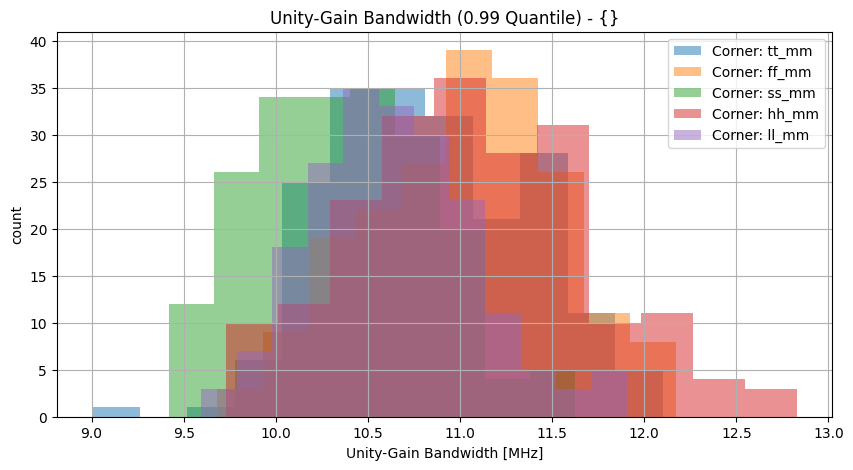 Unity-Gain Bandwidth (0.99 Quantile) - {}
40
35
30
25
20
15
10
5
0
count
Corner: tt_mm
Corner: ff_mm
Corner: ss_mm
Corner: hh_mm
Corner: ll_mm
9.0 9.5 10.0 10.5 11.0 11.5 12.0 12.5 13.0
Unity-Gain Bandwidth [MHz]